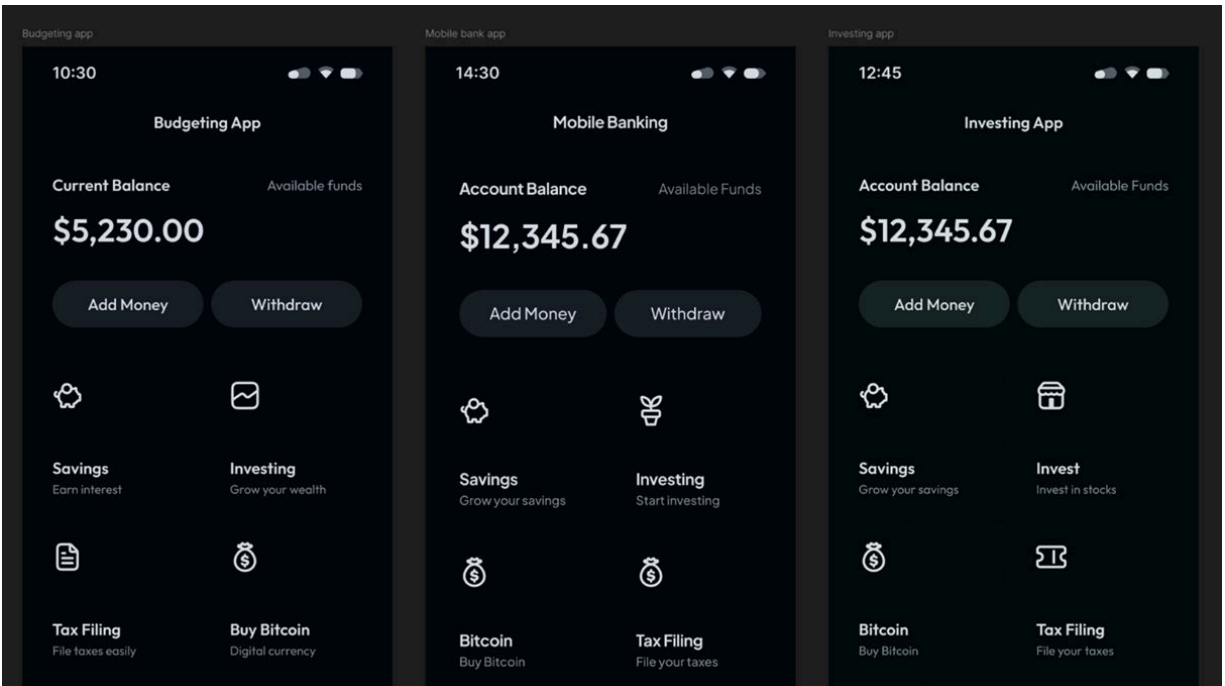 Budgeting app
10:30
Budgeting App
Current Balance
Available funds
$5,230.00
Add Money
Withdraw
Savings
Earn interest
Investing
Grow your wealth
Tax Filing
File taxes easily
Buy Bitcoin
Digital currency
Mobile bank app
14:30
Mobile Banking
Account Balance
Available Funds
$12,345.67
Add Money
Withdraw
Savings
Grow your savings
Investing
Start investing
Bitcoin
Buy Bitcoin
Tax Filing
File your taxes
Investing app
12:45
Investing App
Account Balance
Available Funds
$12,345.67
Add Money
Withdraw
Savings
Grow your savings
Invest
Invest in stocks
Bitcoin
Buy Bitcoin
Tax Filing
File your taxes